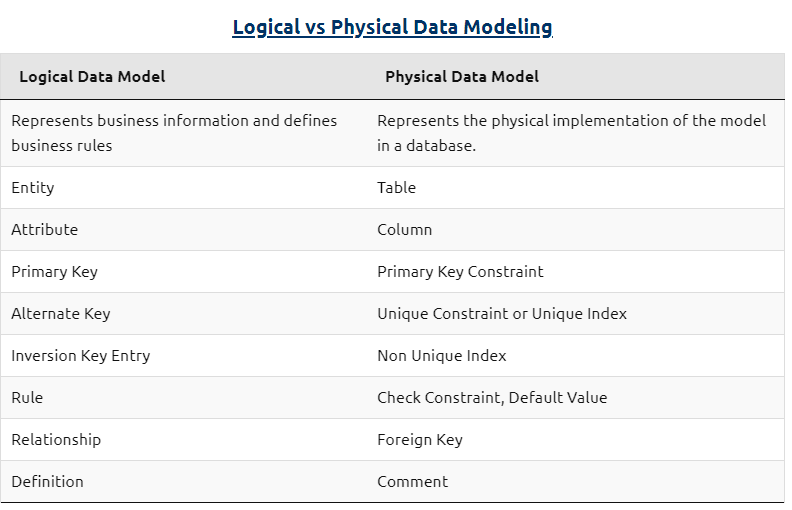 Logical vs Physical Data Modeling
Logical Data Model
Physical Data Model
Represents business information and defines
business rules
Represents the physical implementation of the model
in a database.
Entity
Table
Attribute
Column
Primary Key
Primary Key Constraint
Alternate Key
Unique Constraint or Unique Index
Inversion Key Entry
Non Unique Index
Rule
Check Constraint, Default Value
Relationship
Foreign Key
Definition
Comment